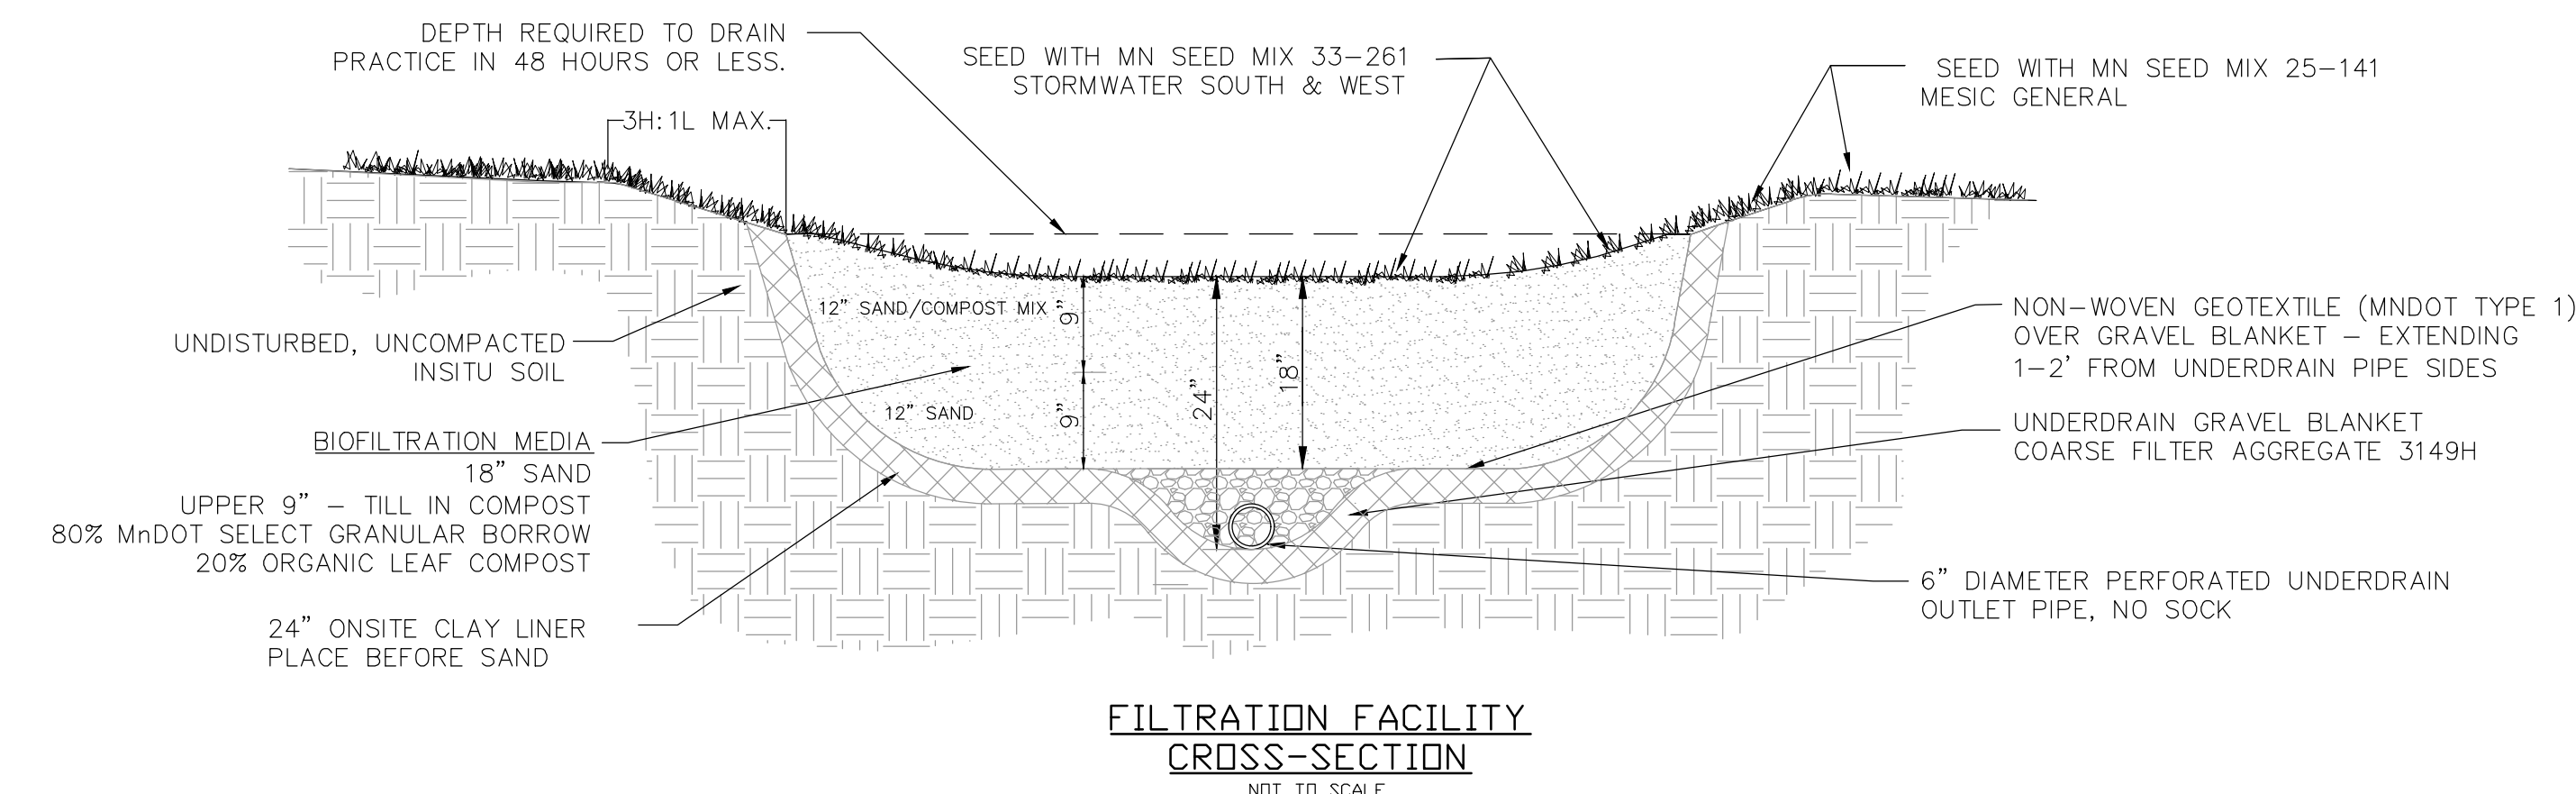 DEPTH REQUIRED TO DRAIN
PRACTICE IN 48 HOURS OR LESS.
SEED WITH MN SEED MIX 33-261
STORMWATER SOUTH & WEST
SEED WITH MN SEED MIX 25-141
MESIC GENERAL
3H:1L MAX.
12" SAND/COMPOST MIX
9"
12" SAND
9"
24"
18"
UNDISTURBED, UNCOMPACTED
INSITU SOIL
BIOFILTRATION MEDIA
18" SAND
UPPER 9" - TILL IN COMPOST
80% MnDOT SELECT GRANULAR BORROW
20% ORGANIC LEAF COMPOST
24" ONSITE CLAY LINER
PLACE BEFORE SAND
NON-WOVEN GEOTEXTILE (MNDOT TYPE 1)
OVER GRAVEL BLANKET - EXTENDING
1-2' FROM UNDERDRAIN PIPE SIDES
UNDERDRAIN GRAVEL BLANKET
COARSE FILTER AGGREGATE 3149H
6" DIAMETER PERFORATED UNDERDRAIN
OUTLET PIPE, NO SOCK
FILTRATION FACILITY
CROSS-SECTION
NOT TO SCALE